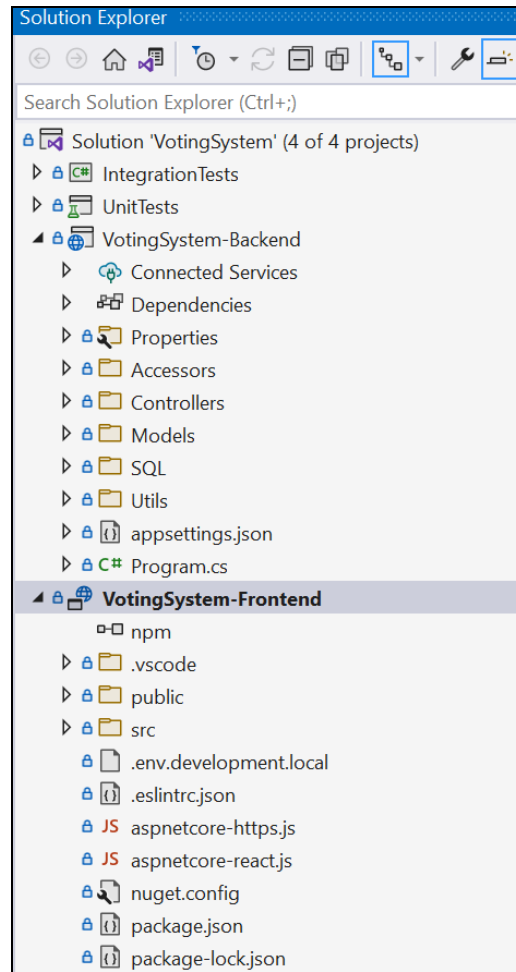 Solution Explorer
Search Solution Explorer (Ctrl+;)
Solution 'VotingSystem' (4 of 4 projects)
C# IntegrationTests
UnitTests
VotingSystem-Backend
Connected Services
Dependencies
Properties
Accessors
Controllers
Models
SQL
Utils
appsettings.json
C# Program.cs
VotingSystem-Frontend
npm
.vscode
public
src
.env.development.local
.eslintrc.json
JS aspnetcore-https.js
JS aspnetcore-react.js
nuget.config
package.json
package-lock.json